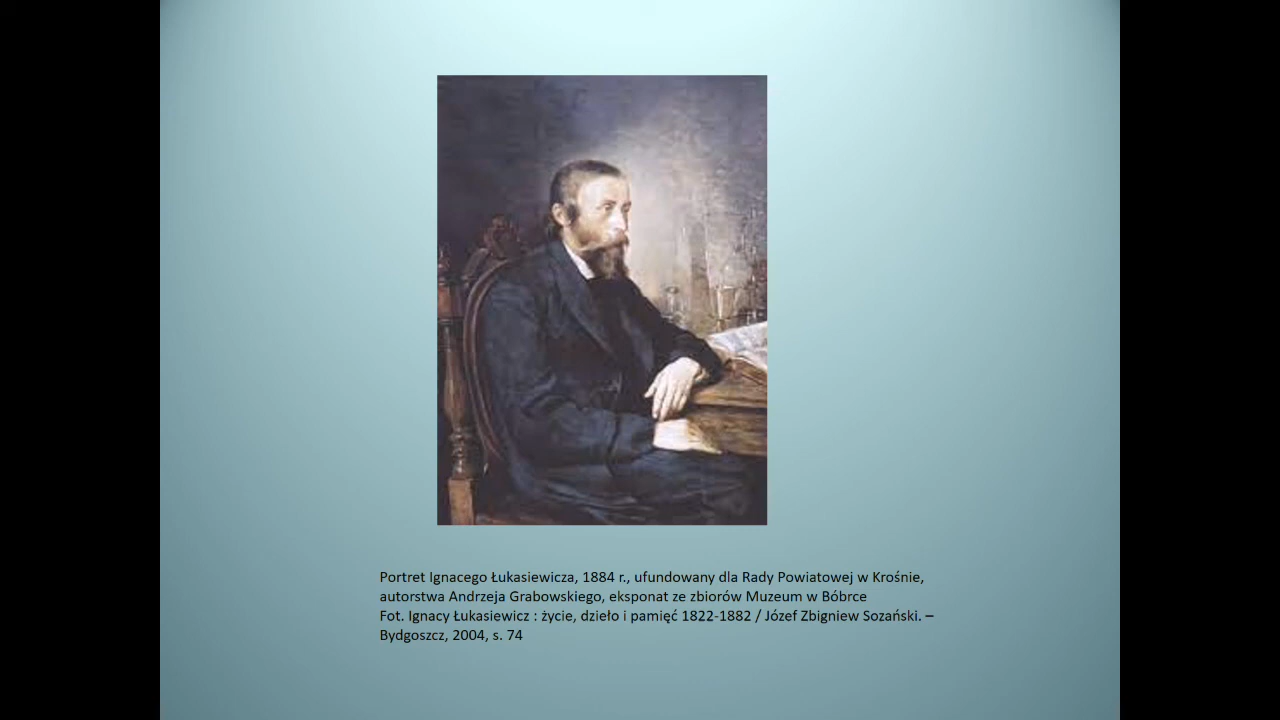 Portret Ignacego Łukasiewicza, 1884 r., ufundowany dla Rady Powiatowej w Krośnie,
autorstwa Andrzeja Grabowskiego, eksponat ze zbiorów Muzeum w Bóbrce
Fot. Ignacy Łukasiewicz : życie, dzieło i pamięć 1822-1882 / Józef Zbigniew Sozański. –
Bydgoszcz, 2004, s. 74